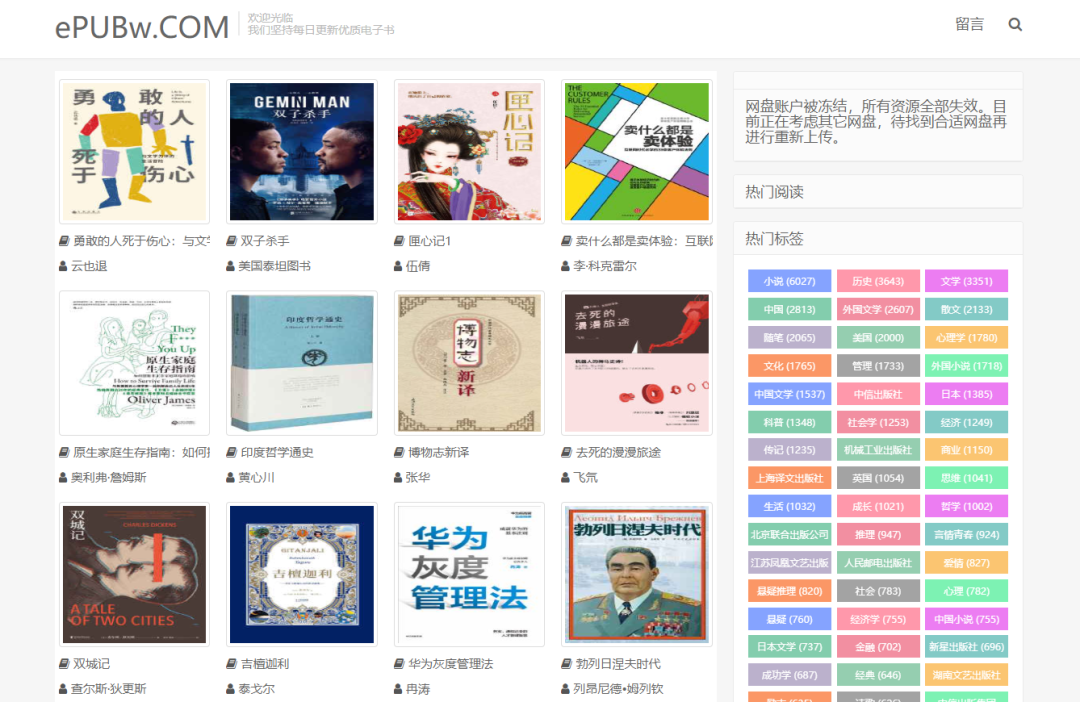 ePUBw.COM
欢迎光临
我们坚持每日更新优质电子书
留言
勇敢的人死于伤心
GEMINI MAN
双子杀手
匣心记
THE CUSTOMER RULES
卖什么都是
卖体验
勇敢的人死于伤心：与文
双子杀手
匣心记1
卖什么都是卖体验：互联
云也退
美国泰坦图书
伍倩
李·科克雷尔
They
F***
You Up
原生家庭
生存指南
How to Survive Family Life
Oliver James
印度哲学通史
博物志
新译
去死的
漫漫旅途
原生家庭生存指南：如何
印度哲学通史
博物志新译
去死的漫漫旅途
奥利弗·詹姆斯
黄心川
张华
飞氘
双城记
CHARLES DICKENS
A TALE
OF TWO CITIES
GITANJALI
吉檀迦利
华为
灰度
管理法
勃列日涅夫时代
双城记
吉檀迦利
华为灰度管理法
勃列日涅夫时代
查尔斯·狄更斯
泰戈尔
冉涛
列昂尼德•姆列钦
网盘账户被冻结，所有资源全部失效。目
前正在考虑其它网盘，待找到合适网盘再
进行重新上传。
热门阅读
热门标签
小说 (6027) 历史 (3643) 文学 (3351)
中国 (2813) 外国文学 (2607) 散文 (2133)
随笔 (2065) 美国 (2000) 心理学 (1780)
文化 (1765) 管理 (1733) 外国小说 (1718)
中国文学 (1537) 中信出版社 日本 (1385)
科普 (1348) 社会学 (1253) 经济 (1249)
传记 (1235) 机械工业出版社 商业 (1150)
上海译文出版社 英国 (1054) 思维 (1041)
生活 (1032) 成长 (1021) 哲学 (1002)
北京联合出版公司 推理 (947) 言情青春 (924)
江苏凤凰文艺出版 人民邮电出版社 爱情 (827)
悬疑推理 (820) 社会 (783) 心理 (782)
悬疑 (760) 经济学 (755) 中国小说 (755)
日本文学 (737) 金融 (702) 新星出版社 (696)
成功学 (687) 经典 (646) 湖南文艺出版社